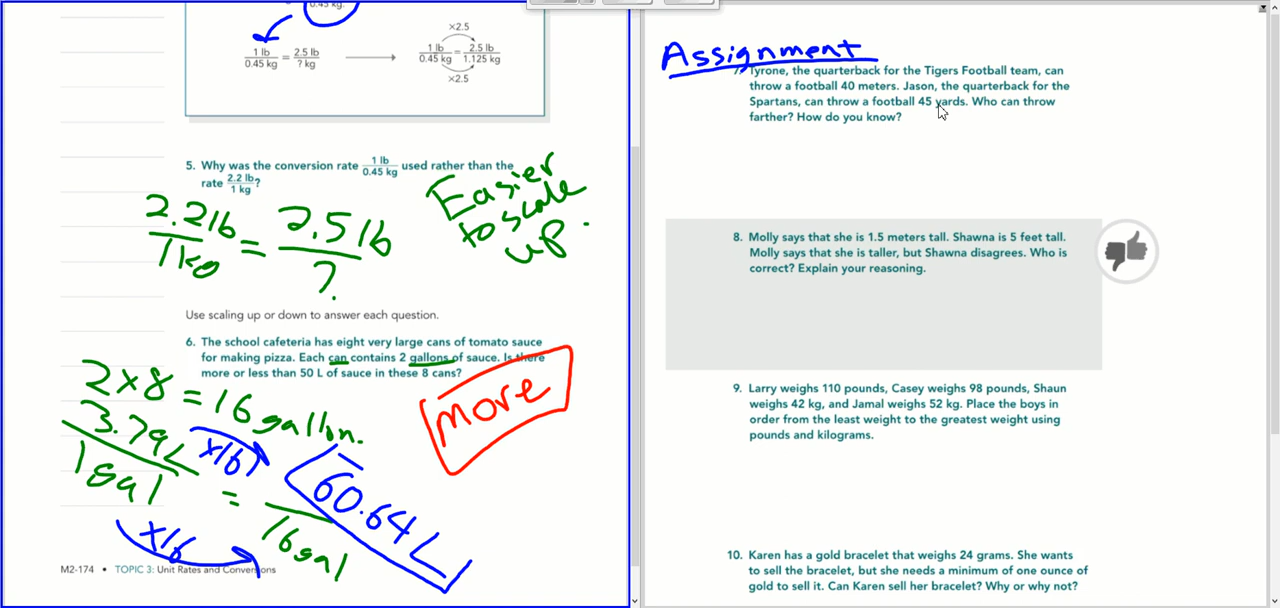 0.45 kg.
×2.5
1 lb / 0.45 kg = 2.5 lb / ? kg
1 lb / 0.45 kg = 2.5 lb / 1.125 kg
×2.5
5. Why was the conversion rate 1 lb / 0.45 kg used rather than the
rate 2.2 lb / 1 kg?
2.2 lb / 1 kg = 2.5 lb / ?
Easier
to scale
up.
Use scaling up or down to answer each question.
6. The school cafeteria has eight very large cans of tomato sauce
for making pizza. Each can contains 2 gallons of sauce. Is there
more or less than 50 L of sauce in these 8 cans?
2 × 8 = 16 gallon.
3.79 L / 1 gal = 60.64 L / 16 gal
×16
×16
more
M2-174 • TOPIC 3: Unit Rates and Conversions
Assignment
7. Tyrone, the quarterback for the Tigers Football team, can
throw a football 40 meters. Jason, the quarterback for the
Spartans, can throw a football 45 yards. Who can throw
farther? How do you know?
8. Molly says that she is 1.5 meters tall. Shawna is 5 feet tall.
Molly says that she is taller, but Shawna disagrees. Who is
correct? Explain your reasoning.
9. Larry weighs 110 pounds, Casey weighs 98 pounds, Shaun
weighs 42 kg, and Jamal weighs 52 kg. Place the boys in
order from the least weight to the greatest weight using
pounds and kilograms.
10. Karen has a gold bracelet that weighs 24 grams. She wants
to sell the bracelet, but she needs a minimum of one ounce of
gold to sell it. Can Karen sell her bracelet? Why or why not?